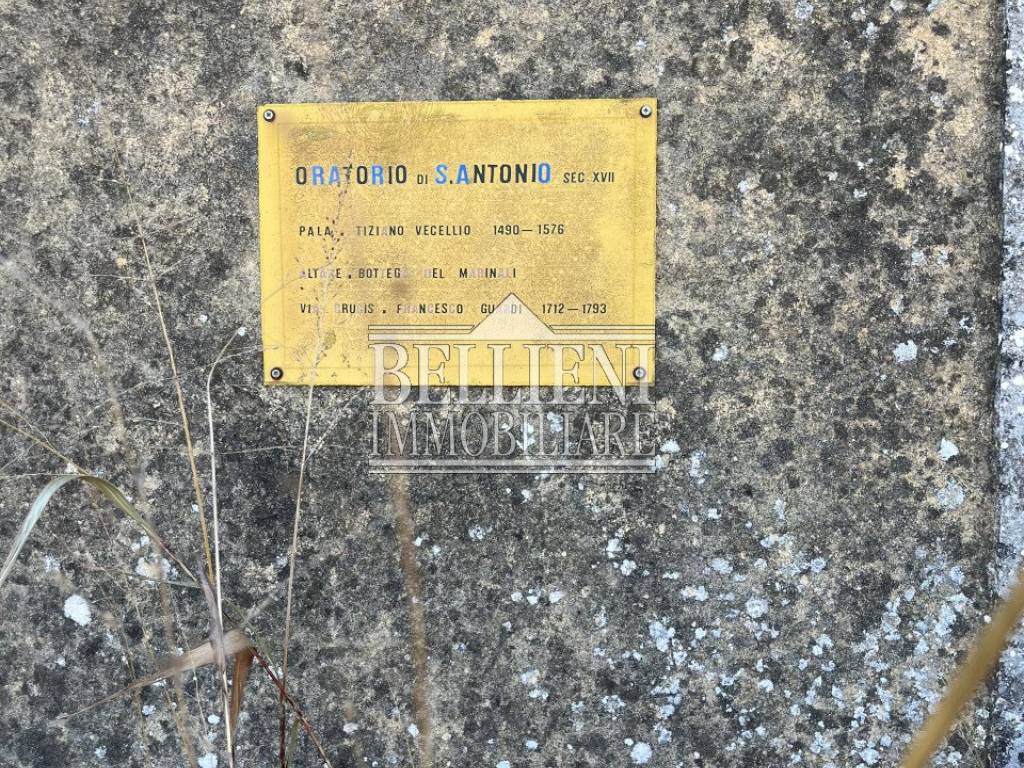 ORATORIO DI S.ANTONIO SEC XVII
PALA . TIZIANO VECELLIO 1490 — 1576
ALTARE . BOTTEGA DEL MARINALI
VIA CRUCIS . FRANCESCO GUARDI 1712 — 1793
BELLIENI
IMMOBILIARE